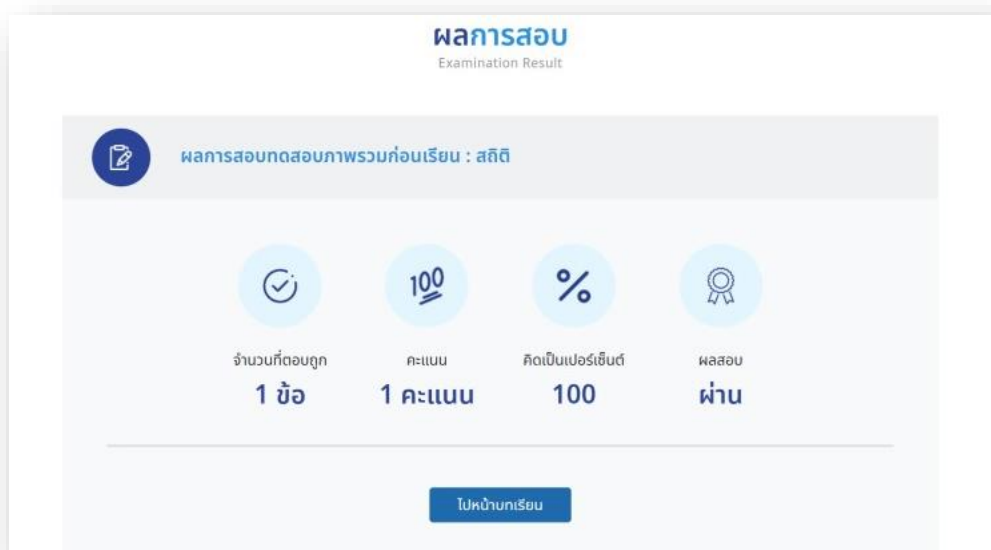 ผลการสอบ
Examination Result
ผลการสอบทดสอบภาพรวมก่อนเรียน : สถิติ
100
%
จำนวนที่ตอบถูก คะแนน คิดเป็นเปอร์เซ็นต์ ผลสอบ
1 ข้อ 1 คะแนน 100 ผ่าน
ไปหน้าบทเรียน